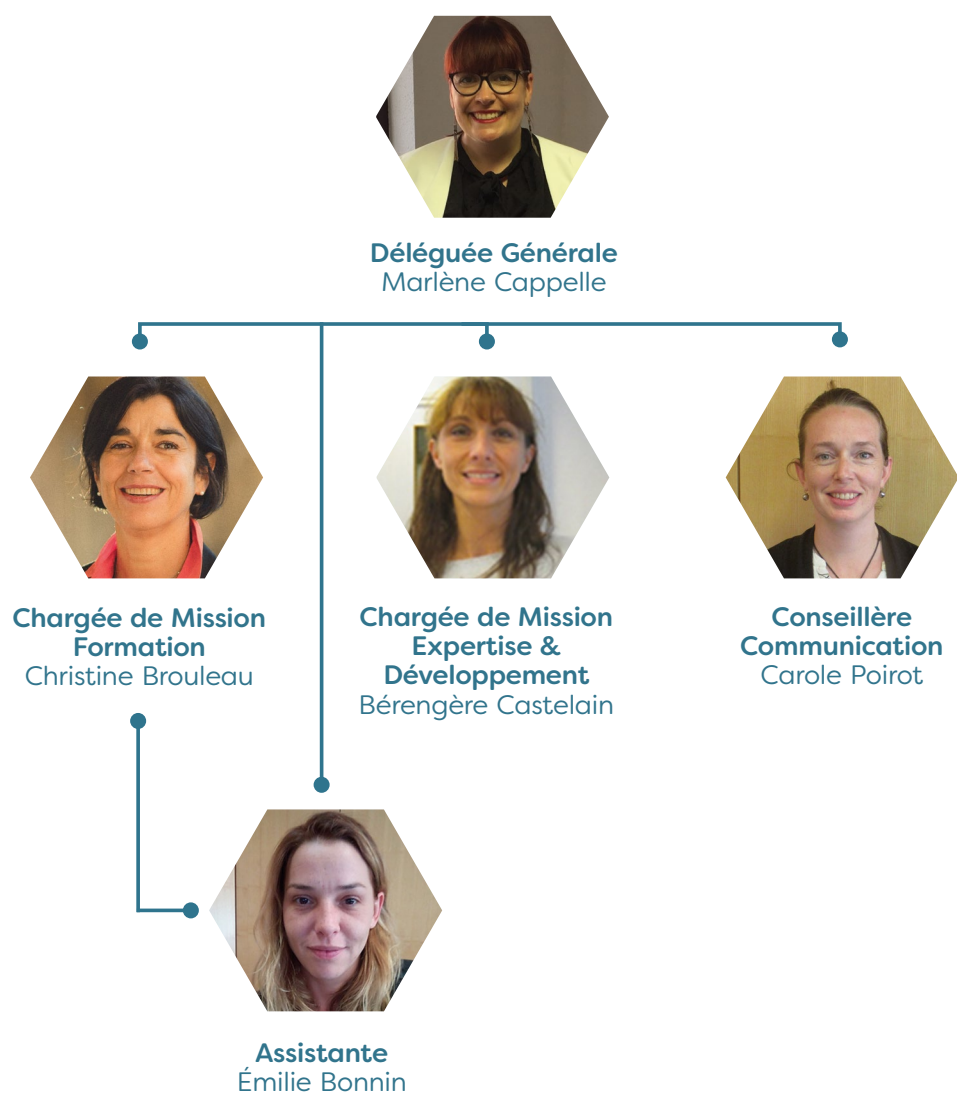 Déléguée Générale
Marlène Cappelle
Chargée de Mission
Formation
Christine Brouleau
Chargée de Mission
Expertise &
Développement
Bérengère Castelain
Conseillère
Communication
Carole Poirot
Assistante
Émilie Bonnin